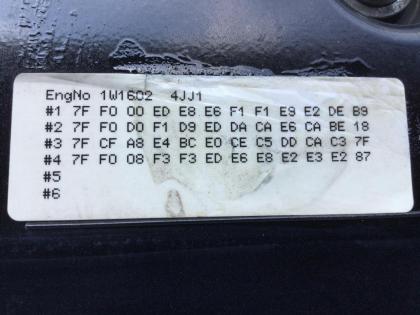 EngNo 1W1602 4JJ1
#1 7F F0 00 ED E8 E6 F1 F1 E9 E2 DE B9
#2 7F F0 D0 F1 D9 ED DA CA E6 CA BE 18
#3 7F CF A8 E4 BC E0 CE C5 DD CA C3 7F
#4 7F F0 08 F3 F3 ED E6 E8 E2 E3 E2 87
#5
#6